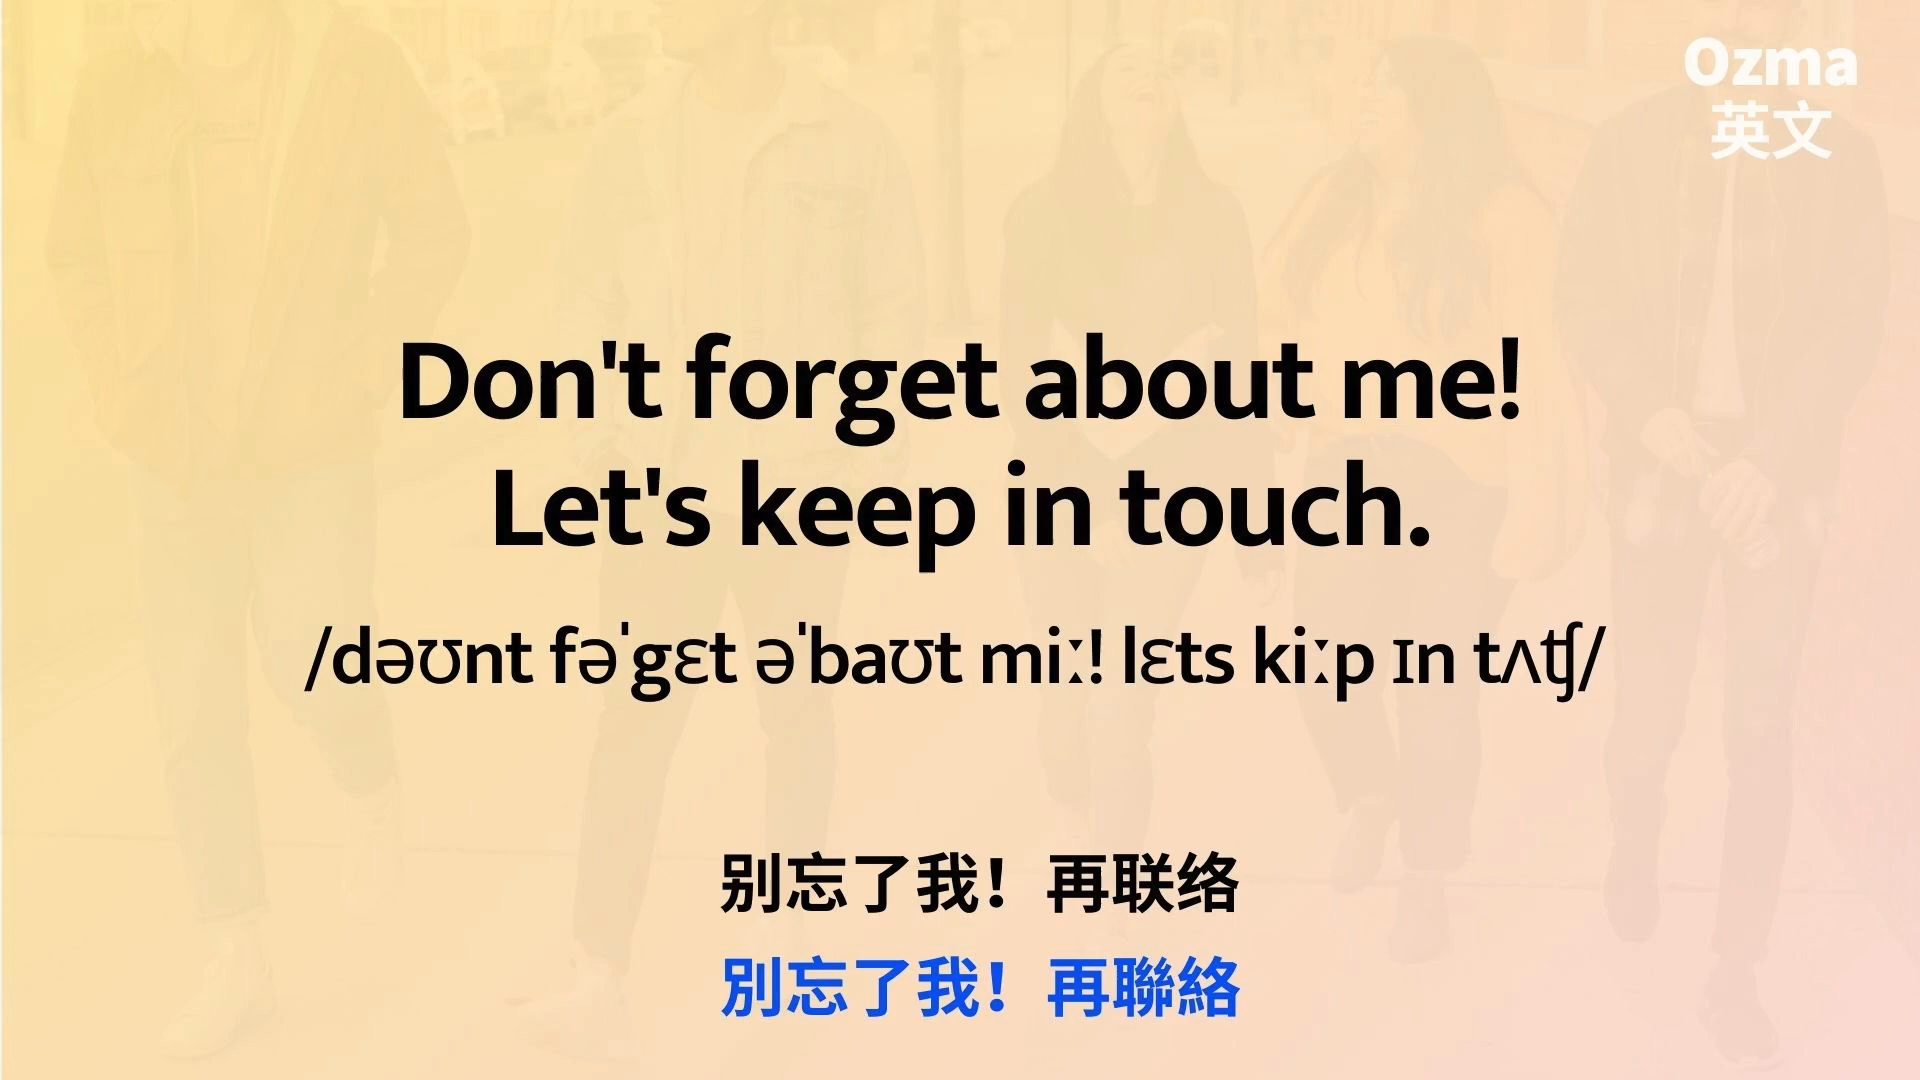 Ozma
英文
Don't forget about me!
Let's keep in touch.
/dəʊnt fəˈgɛt əˈbaʊt miː! lɛts kiːp ɪn tʌʧ/
别忘了我！再联络
別忘了我！再聯絡